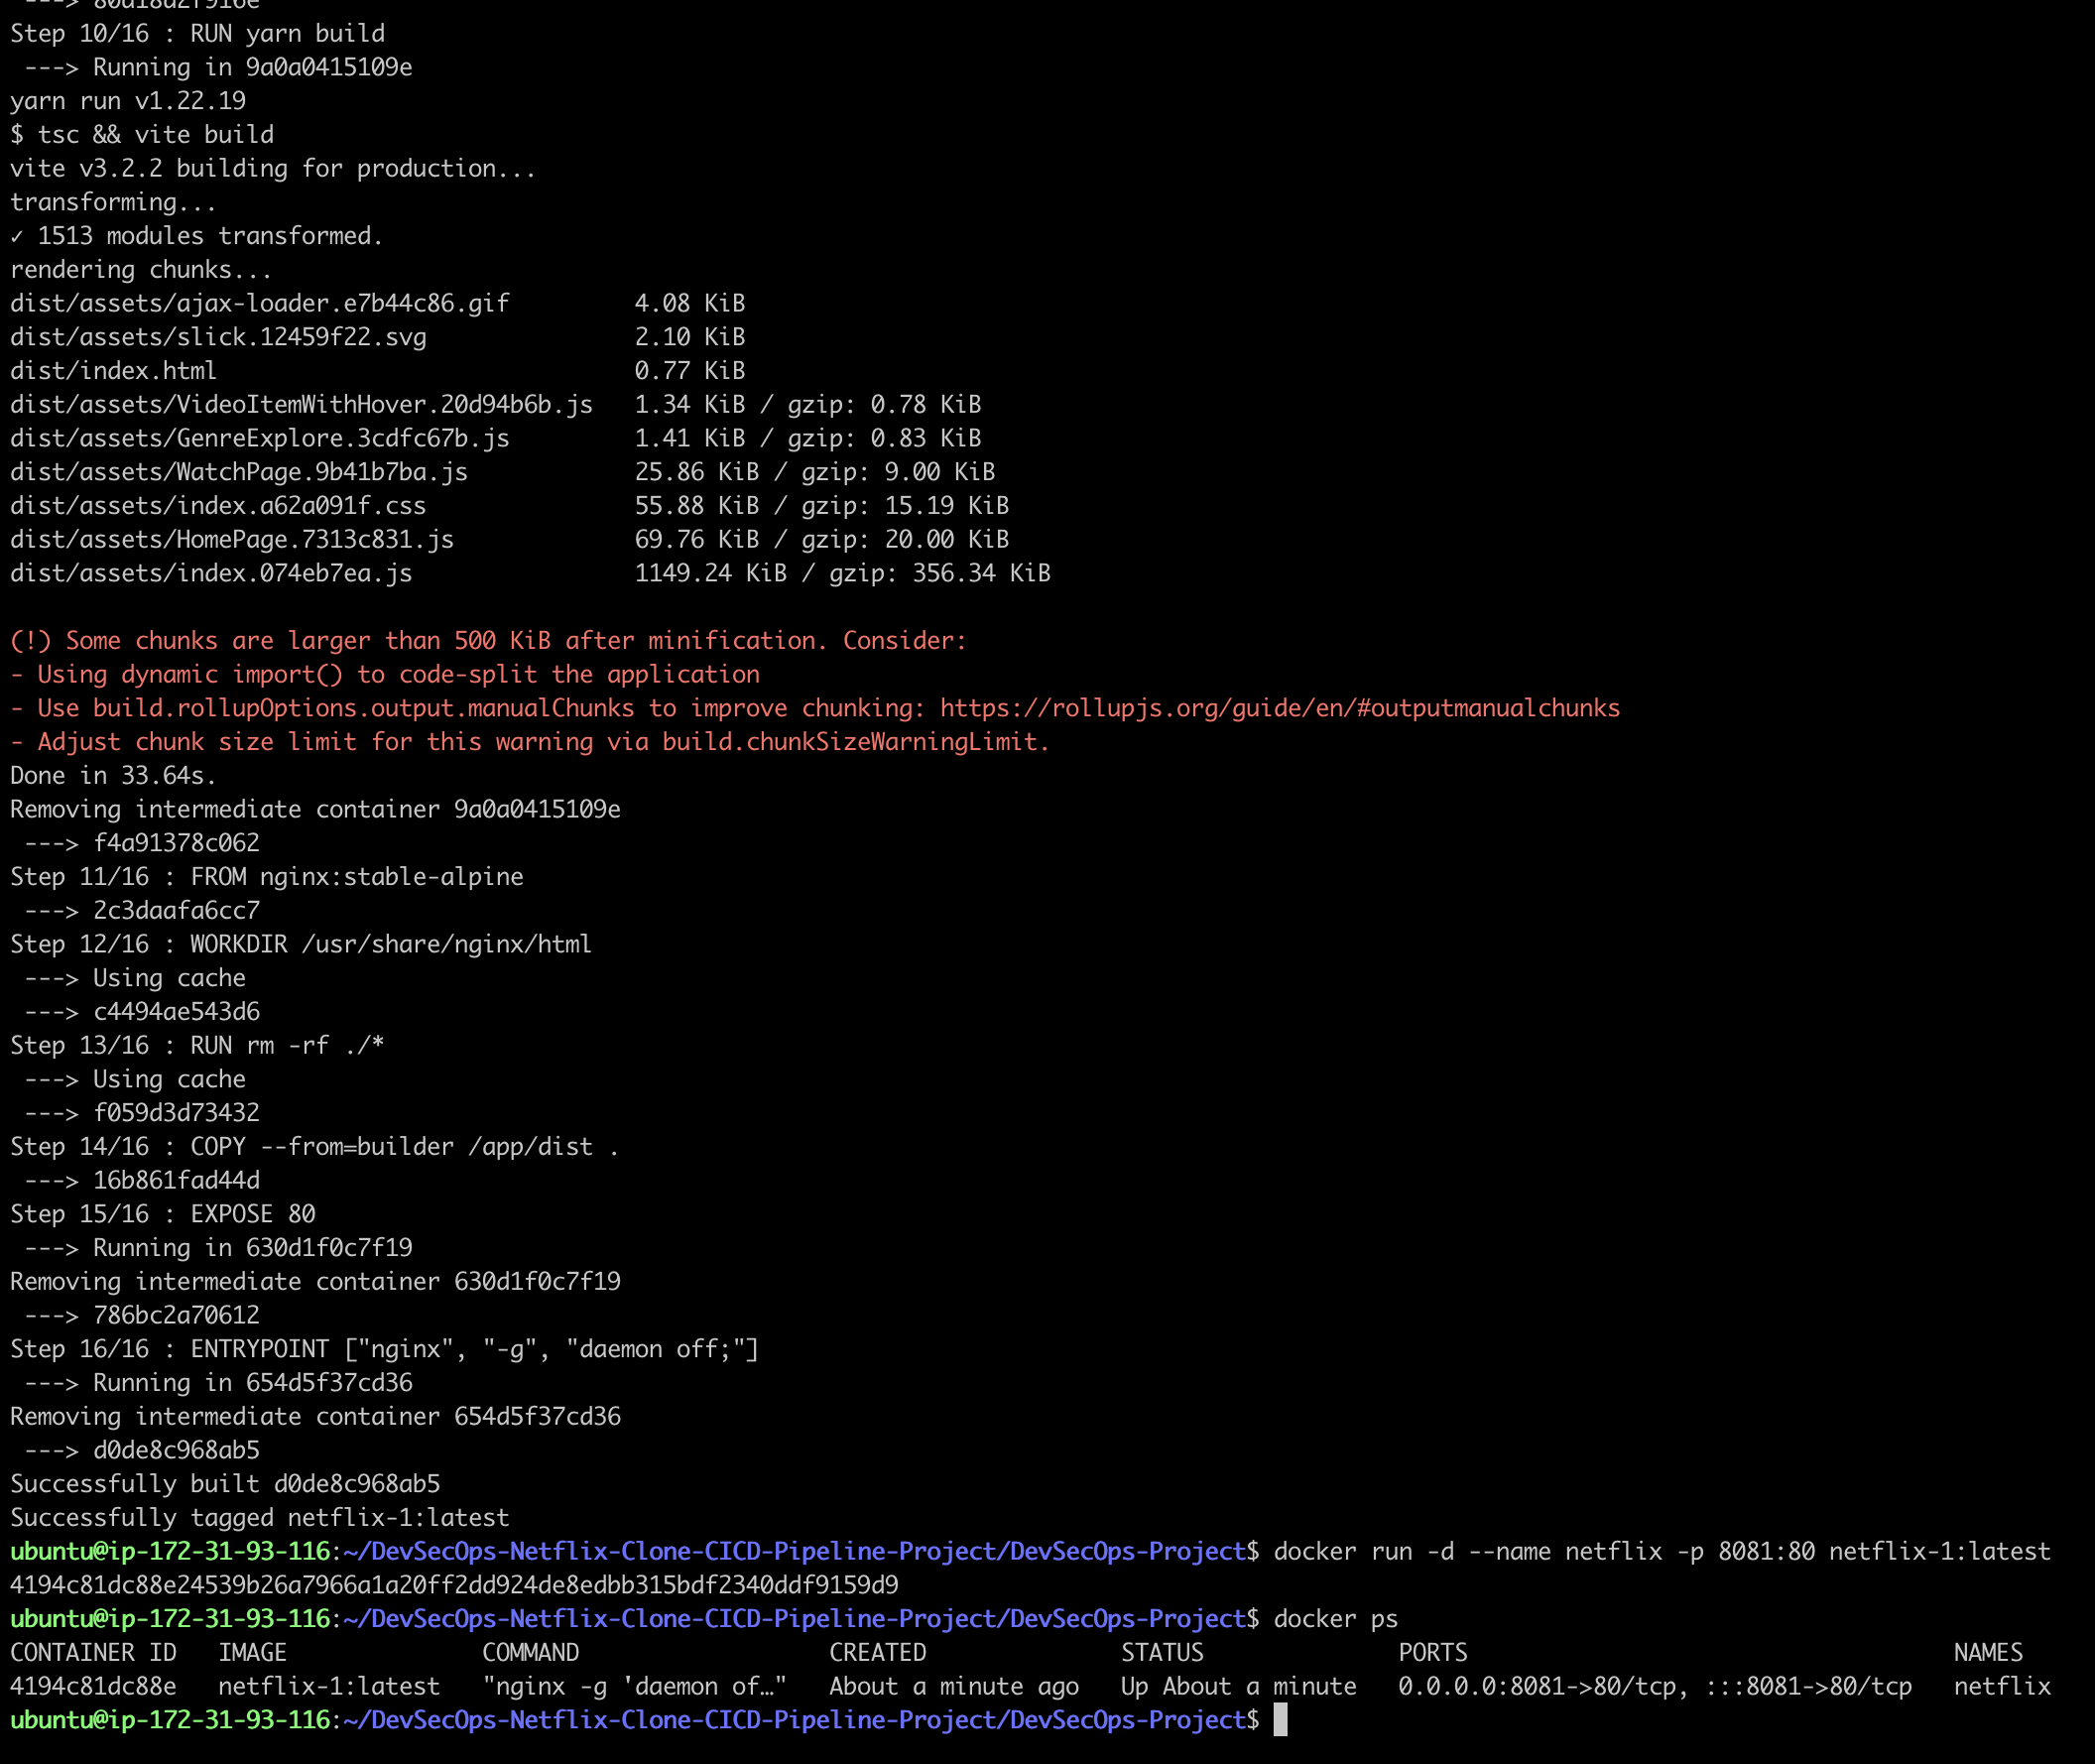 ---> 80d18d2f916e
Step 10/16 : RUN yarn build
 ---> Running in 9a0a0415109e
yarn run v1.22.19
$ tsc && vite build
vite v3.2.2 building for production...
transforming...
✓ 1513 modules transformed.
rendering chunks...
dist/assets/ajax-loader.e7b44c86.gif         4.08 KiB
dist/assets/slick.12459f22.svg               2.10 KiB
dist/index.html                              0.77 KiB
dist/assets/VideoItemWithHover.20d94b6b.js   1.34 KiB / gzip: 0.78 KiB
dist/assets/GenreExplore.3cdfc67b.js         1.41 KiB / gzip: 0.83 KiB
dist/assets/WatchPage.9b41b7ba.js            25.86 KiB / gzip: 9.00 KiB
dist/assets/index.a62a091f.css               55.88 KiB / gzip: 15.19 KiB
dist/assets/HomePage.7313c831.js             69.76 KiB / gzip: 20.00 KiB
dist/assets/index.074eb7ea.js                1149.24 KiB / gzip: 356.34 KiB
(!) Some chunks are larger than 500 KiB after minification. Consider:
- Using dynamic import() to code-split the application
- Use build.rollupOptions.output.manualChunks to improve chunking: https://rollupjs.org/guide/en/#outputmanualchunks
- Adjust chunk size limit for this warning via build.chunkSizeWarningLimit.
Done in 33.64s.
Removing intermediate container 9a0a0415109e
 ---> f4a91378c062
Step 11/16 : FROM nginx:stable-alpine
 ---> 2c3daafa6cc7
Step 12/16 : WORKDIR /usr/share/nginx/html
 ---> Using cache
 ---> c4494ae543d6
Step 13/16 : RUN rm -rf ./*
 ---> Using cache
 ---> f059d3d73432
Step 14/16 : COPY --from=builder /app/dist .
 ---> 16b861fad44d
Step 15/16 : EXPOSE 80
 ---> Running in 630d1f0c7f19
Removing intermediate container 630d1f0c7f19
 ---> 786bc2a70612
Step 16/16 : ENTRYPOINT ["nginx", "-g", "daemon off;"]
 ---> Running in 654d5f37cd36
Removing intermediate container 654d5f37cd36
 ---> d0de8c968ab5
Successfully built d0de8c968ab5
Successfully tagged netflix-1:latest
ubuntu@ip-172-31-93-116:~/DevSecOps-Netflix-Clone-CICD-Pipeline-Project/DevSecOps-Project$ docker run -d --name netflix -p 8081:80 netflix-1:latest
4194c81dc88e24539b26a7966a1a20ff2dd924de8edbb315bdf2340ddf9159d9
ubuntu@ip-172-31-93-116:~/DevSecOps-Netflix-Clone-CICD-Pipeline-Project/DevSecOps-Project$ docker ps
CONTAINER ID   IMAGE              COMMAND                  CREATED              STATUS              PORTS                                   NAMES
4194c81dc88e   netflix-1:latest   "nginx -g 'daemon of…"   About a minute ago   Up About a minute   0.0.0.0:8081->80/tcp, :::8081->80/tcp   netflix
ubuntu@ip-172-31-93-116:~/DevSecOps-Netflix-Clone-CICD-Pipeline-Project/DevSecOps-Project$